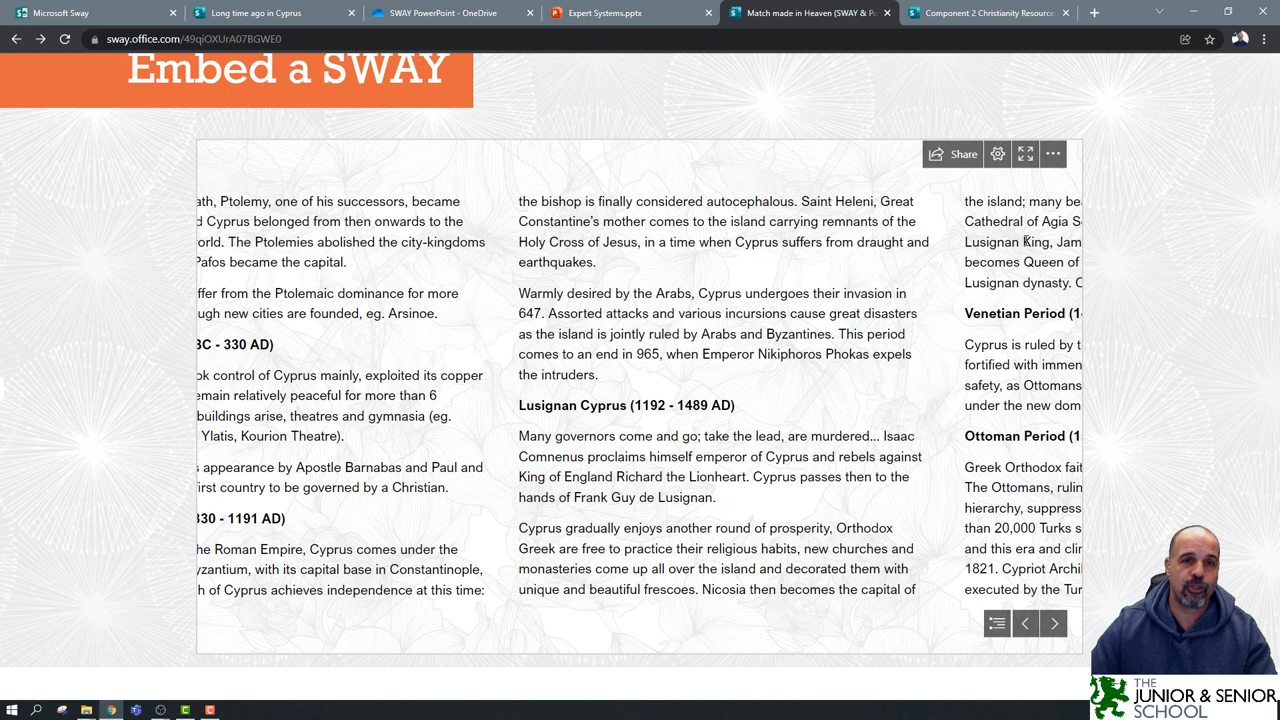 Microsoft Sway
Long time ago in Cyprus
SWAY PowerPoint - OneDrive
Expert Systems.pptx
Match made in Heaven (SWAY & Po
Component 2 Christianity Resource
sway.office.com/49qiOXUrA07BGWE0
Embed a SWAY
Share
ath, Ptolemy, one of his successors, became
d Cyprus belonged from then onwards to the
orld. The Ptolemies abolished the city-kingdoms
Pafos became the capital.
ffer from the Ptolemaic dominance for more
ugh new cities are founded, eg. Arsinoe.
BC - 330 AD)
ok control of Cyprus mainly, exploited its copper
emain relatively peaceful for more than 6
buildings arise, theatres and gymnasia (eg.
Ylatis, Kourion Theatre).
s appearance by Apostle Barnabas and Paul and
first country to be governed by a Christian.
330 - 1191 AD)
he Roman Empire, Cyprus comes under the
yzantium, with its capital base in Constantinople,
h of Cyprus achieves independence at this time:
the bishop is finally considered autocephalous. Saint Heleni, Great
Constantine's mother comes to the island carrying remnants of the
Holy Cross of Jesus, in a time when Cyprus suffers from draught and
earthquakes.
Warmly desired by the Arabs, Cyprus undergoes their invasion in
647. Assorted attacks and various incursions cause great disasters
as the island is jointly ruled by Arabs and Byzantines. This period
comes to an end in 965, when Emperor Nikiphoros Phokas expels
the intruders.
Lusignan Cyprus (1192 - 1489 AD)
Many governors come and go; take the lead, are murdered... Isaac
Comnenus proclaims himself emperor of Cyprus and rebels against
King of England Richard the Lionheart. Cyprus passes then to the
hands of Frank Guy de Lusignan.
Cyprus gradually enjoys another round of prosperity, Orthodox
Greek are free to practice their religious habits, new churches and
monasteries come up all over the island and decorated them with
unique and beautiful frescoes. Nicosia then becomes the capital of
the island; many be
Cathedral of Agia S
Lusignan King, Jam
becomes Queen of
Lusignan dynasty. C
Venetian Period (1
Cyprus is ruled by t
fortified with immen
safety, as Ottomans
under the new dom
Ottoman Period (1
Greek Orthodox fait
The Ottomans, rulin
hierarchy, suppress
than 20,000 Turks s
and this era and cli
1821. Cypriot Archi
executed by the Tur
THE
JUNIOR & SENIOR
SCHOOL